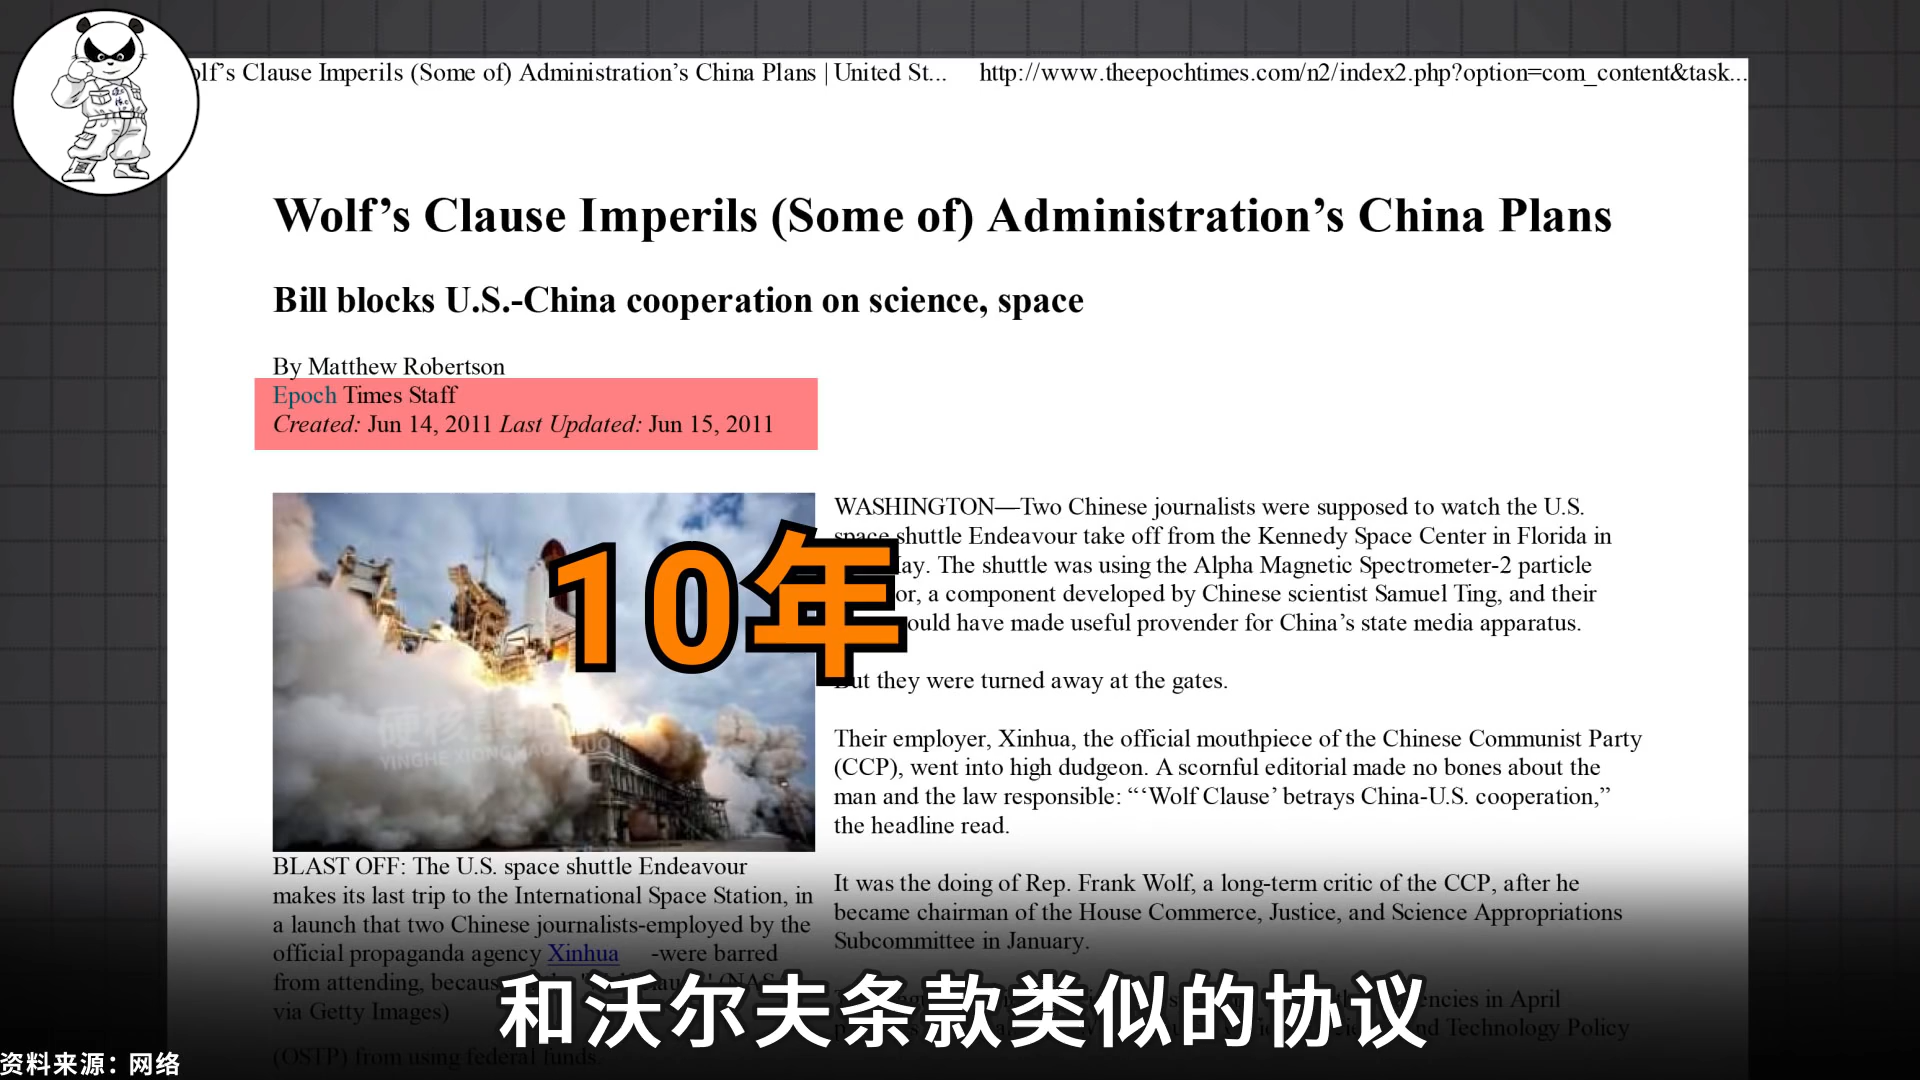 olf’s Clause Imperils (Some of) Administration’s China Plans | United St... http://www.theepochtimes.com/n2/index2.php?option=com_content&task...
Wolf’s Clause Imperils (Some of) Administration’s China Plans
Bill blocks U.S.-China cooperation on science, space
By Matthew Robertson
Epoch Times Staff
Created: Jun 14, 2011 Last Updated: Jun 15, 2011
10年
BLAST OFF: The U.S. space shuttle Endeavour
makes its last trip to the International Space Station, in
a launch that two Chinese journalists-employed by the
official propaganda agency Xinhua -were barred
from attending, becaus
via Getty Images)
(OSTP) from using federal funds.
WASHINGTON—Two Chinese journalists were supposed to watch the U.S.
space shuttle Endeavour take off from the Kennedy Space Center in Florida in
ay. The shuttle was using the Alpha Magnetic Spectrometer-2 particle
or, a component developed by Chinese scientist Samuel Ting, and their
ould have made useful provender for China’s state media apparatus.
But they were turned away at the gates.
Their employer, Xinhua, the official mouthpiece of the Chinese Communist Party
(CCP), went into high dudgeon. A scornful editorial made no bones about the
man and the law responsible: “‘Wolf Clause’ betrays China-U.S. cooperation,”
the headline read.
It was the doing of Rep. Frank Wolf, a long-term critic of the CCP, after he
became chairman of the House Commerce, Justice, and Science Appropriations
Subcommittee in January.
encies in April
nd Technology Policy
和沃尔夫条款类似的协议
资料来源：网络